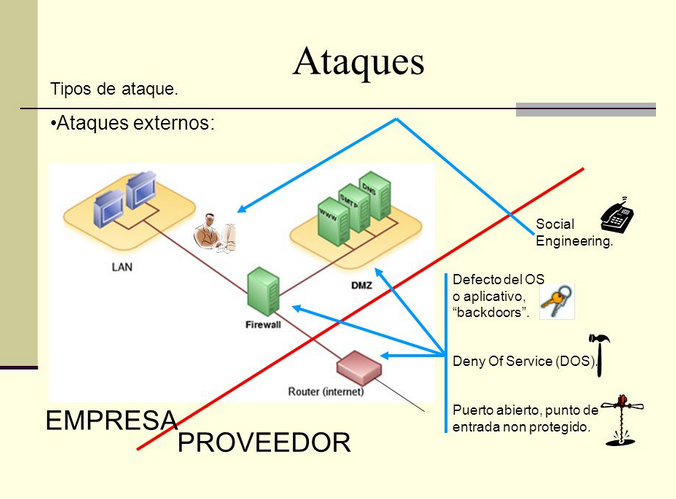 Ataques
Tipos de ataque.
•Ataques externos:
LAN
WWW
SMTP
DNS
DMZ
Firewall
Router (internet)
Social
Engineering.
Defecto del OS
o aplicativo,
“backdoors”.
Deny Of Service (DOS).
Puerto abierto, punto de
entrada non protegido.
EMPRESA
PROVEEDOR